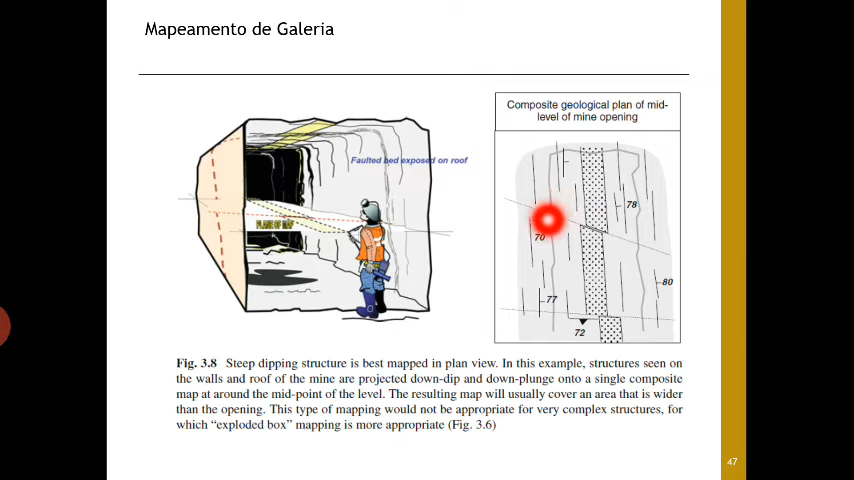 Mapeamento de Galeria
Composite geological plan of mid-
level of mine opening
Faulted bed exposed on roof
PLANE OF MAP
78
70
80
77
72
Fig. 3.8 Steep dipping structure is best mapped in plan view. In this example, structures seen on
the walls and roof of the mine are projected down-dip and down-plunge onto a single composite
map at around the mid-point of the level. The resulting map will usually cover an area that is wider
than the opening. This type of mapping would not be appropriate for very complex structures, for
which “exploded box” mapping is more appropriate (Fig. 3.6)
47